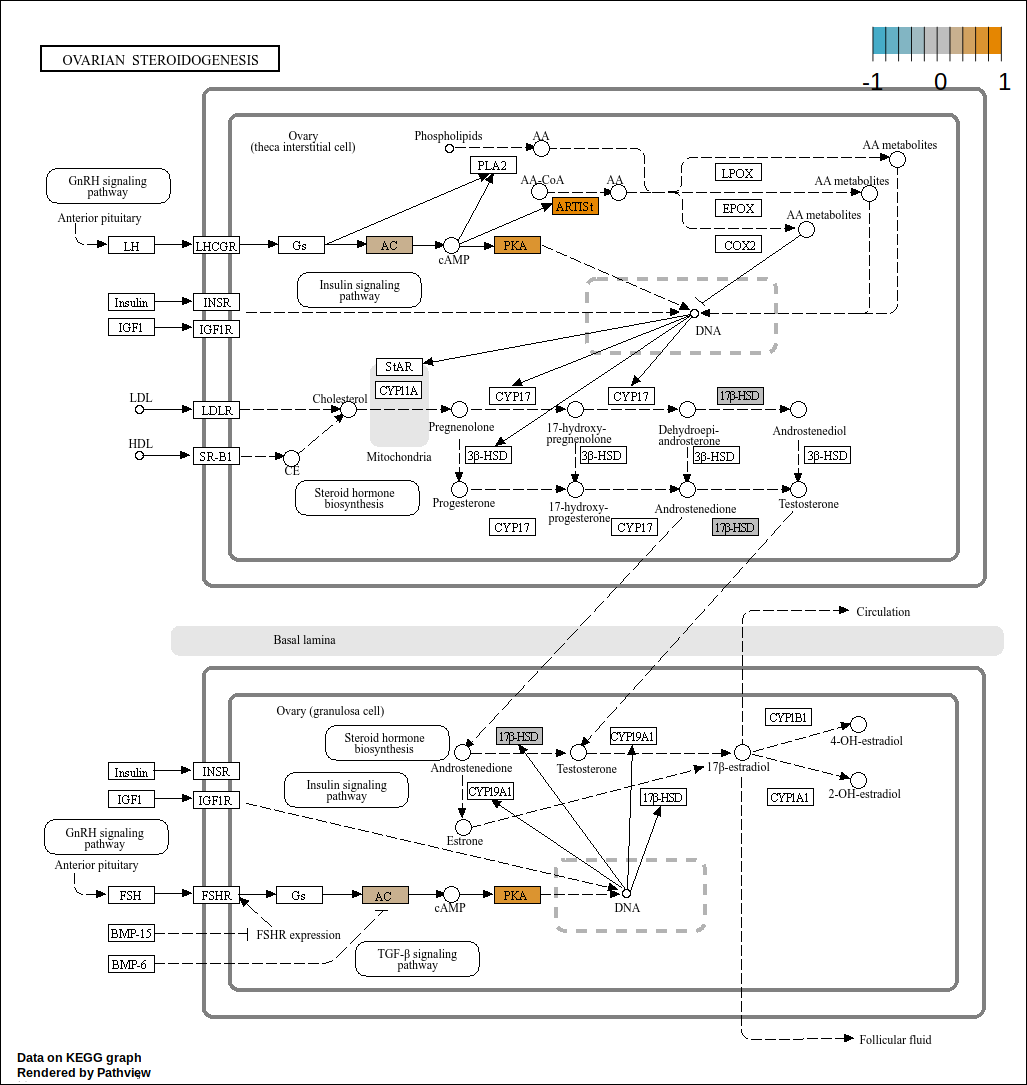 OVARIAN STEROIDOGENESIS
-1 0 1
Ovary
(theca interstitial cell)
Phospholipids
AA
AA metabolites
PLA2
LPOX
GnRH signaling
pathway
AA-CoA
AA
AA metabolites
ARTISt
EPOX
Anterior pituitary
AA metabolites
LH
LHCGR
Gs
AC
cAMP
PKA
COX2
Insulin signaling
pathway
Insulin
INSR
IGF1
IGF1R
DNA
StAR
CYP11A
CYP17
CYP17
17β-HSD
LDL
LDLR
Cholesterol
Pregnenolone
17-hydroxy-
pregnenolone
Dehydroepi-
androsterone
Androstenediol
HDL
SR-B1
CE
Mitochondria
3β-HSD
3β-HSD
3β-HSD
3β-HSD
Steroid hormone
biosynthesis
Progesterone
17-hydroxy-
progesterone
Androstenedione
Testosterone
CYP17
CYP17
17β-HSD
Circulation
Basal lamina
Ovary (granulosa cell)
Steroid hormone
biosynthesis
17β-HSD
CYP19A1
CYP1B1
4-OH-estradiol
Androstenedione
Testosterone
17β-estradiol
Insulin
INSR
Insulin signaling
pathway
CYP19A1
17β-HSD
CYP1A1
2-OH-estradiol
IGF1
IGF1R
Estrone
GnRH signaling
pathway
Anterior pituitary
FSH
FSHR
Gs
AC
cAMP
PKA
DNA
BMP-15
FSHR expression
BMP-6
TGF-β signaling
pathway
Follicular fluid
Data on KEGG graph
Rendered by Pathview